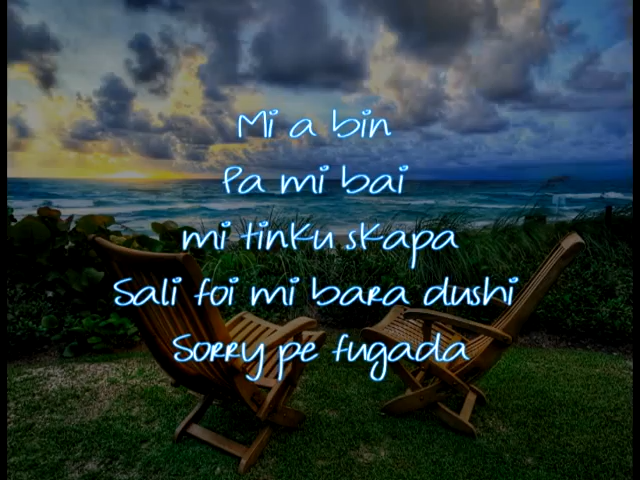 Mi a bin
Pa mi bai
mi tinku skapa
Sali foi mi bara dushi
Sorry pe fugada